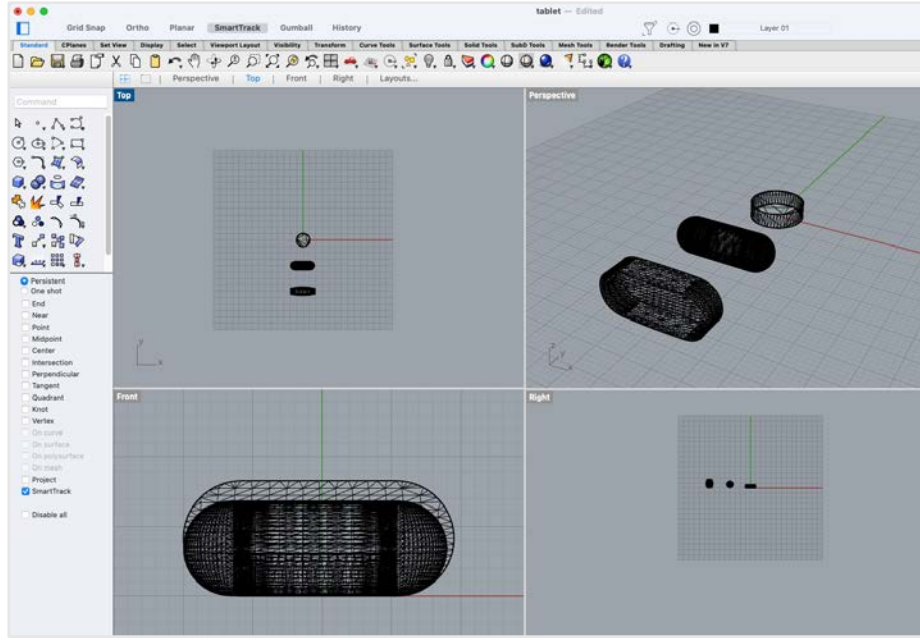 tablet — Edited
Grid Snap Ortho Planar SmartTrack Gumball History Layer 01
Standard CPlanes Set View Display Select Viewport Layout Visibility Transform Curve Tools Surface Tools Solid Tools SubD Tools Mesh Tools Render Tools Drafting New in V7
Perspective Top Front Right Layouts...
Command
Top
Perspective
y
x
z
y
x
Persistent
One shot
End
Near
Point
Midpoint
Center
Intersection
Perpendicular
Tangent
Quadrant
Knot
Vertex
On curve
On surface
On polysurface
On mesh
Project
SmartTrack
Disable all
Front
Right